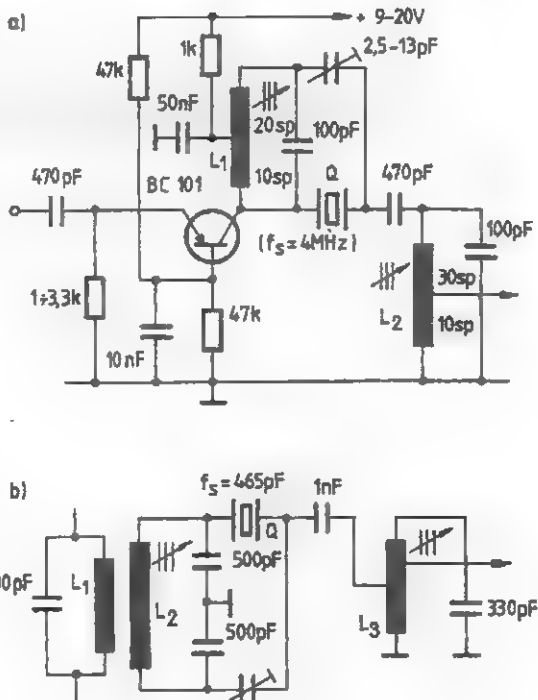 a)
+ 9-20V
1k
2,5-13pF
47k
50nF
20sp
100pF
L1
470pF
BC 101
10sp
Q
470pF
(fs=4MHz)
100pF
1÷3,3k
30sp
L2
10sp
47k
10nF
b)
fs=465pF
1nF
Q
500pF
L1
L2
500pF
L3
330pF